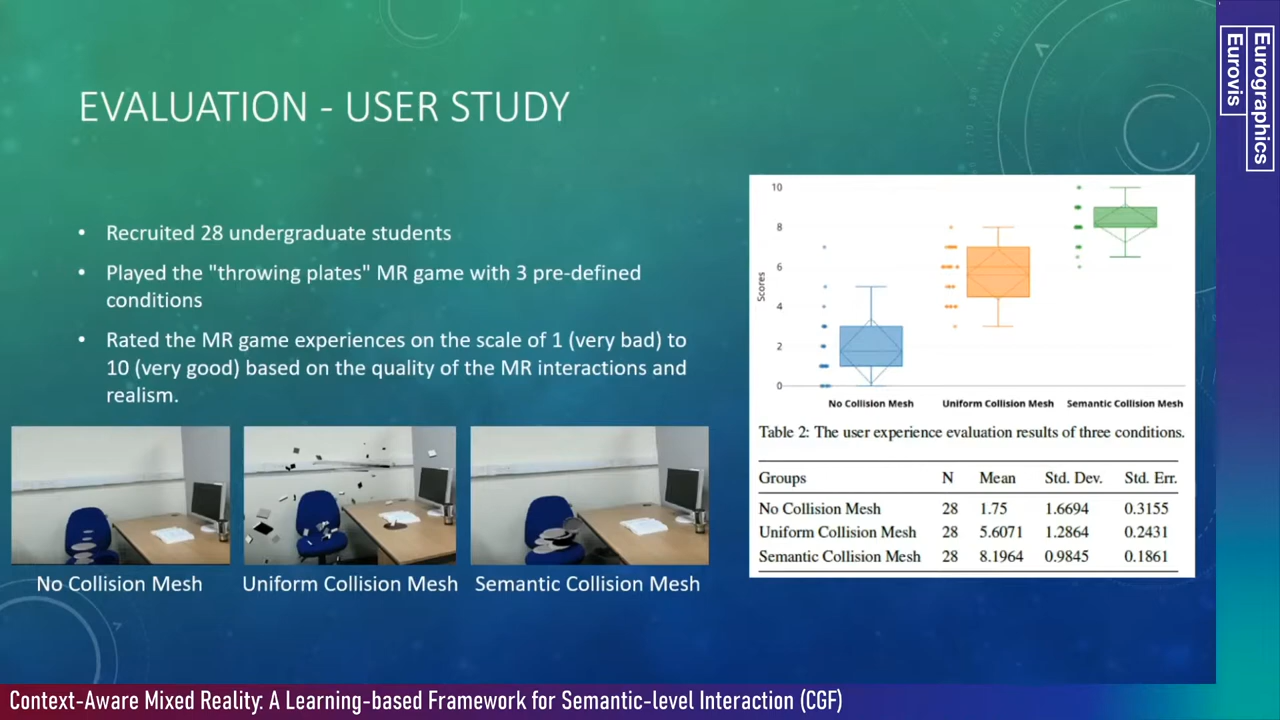 EVALUATION - USER STUDY
• Recruited 28 undergraduate students
• Played the "throwing plates" MR game with 3 pre-defined
conditions
• Rated the MR game experiences on the scale of 1 (very bad) to
10 (very good) based on the quality of the MR interactions and
realism.
No Collision Mesh
Uniform Collision Mesh
Semantic Collision Mesh
10
8
6
4
2
0
Scores
No Collision Mesh
Uniform Collision Mesh
Semantic Collision Mesh
Table 2: The user experience evaluation results of three conditions.
Groups N Mean Std. Dev. Std. Err.
No Collision Mesh 28 1.75 1.6694 0.3155
Uniform Collision Mesh 28 5.6071 1.2864 0.2431
Semantic Collision Mesh 28 8.1964 0.9845 0.1861
Eurographics
Eurovis
Context-Aware Mixed Reality: A Learning-based Framework for Semantic-level Interaction (CGF)